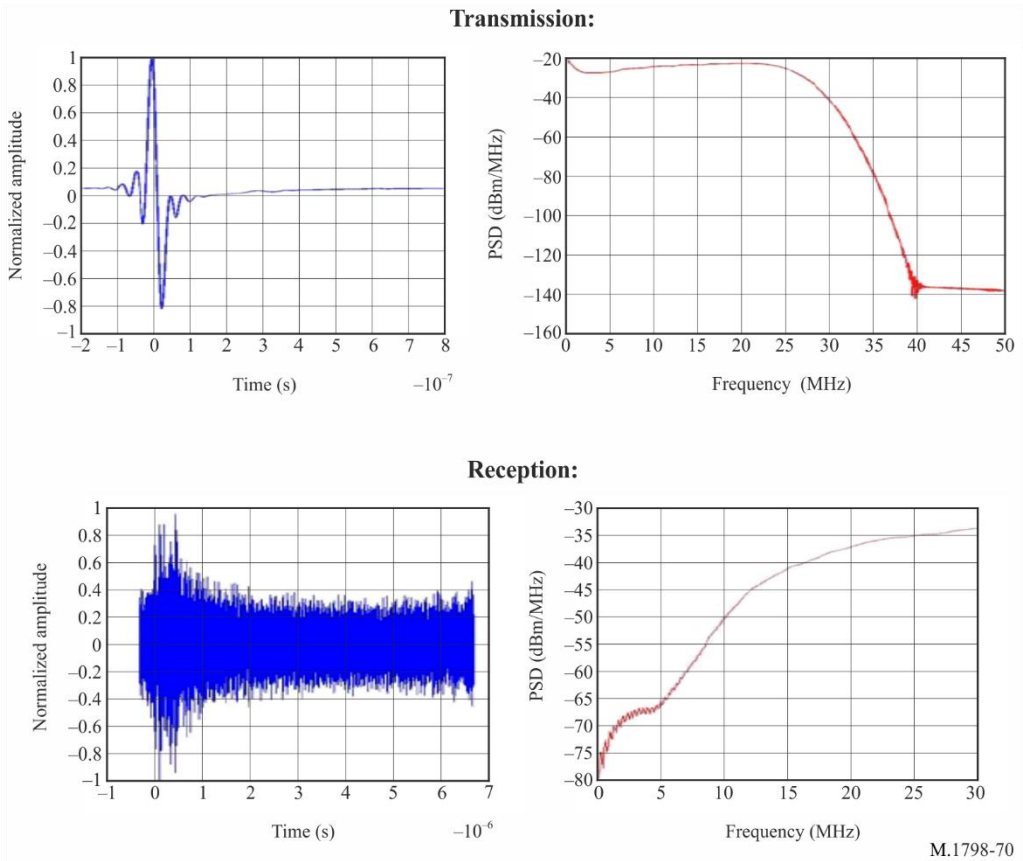 Transmission:
Normalized amplitude
1
0.8
0.6
0.4
0.2
0
–0.2
–0.4
–0.6
–0.8
–1
–2 –1 0 1 2 3 4 5 6 7 8
Time (s) –10⁻⁷
PSD (dBm/MHz)
–20
–40
–60
–80
–100
–120
–140
–160
0 5 10 15 20 25 30 35 40 45 50
Frequency (MHz)
Reception:
Normalized amplitude
1
0.8
0.6
0.4
0.2
0
–0.2
–0.4
–0.6
–0.8
–1
–1 0 1 2 3 4 5 6 7
Time (s) –10⁻⁶
PSD (dBm/MHz)
–30
–35
–40
–45
–50
–55
–60
–65
–70
–75
–80
0 5 10 15 20 25 30
Frequency (MHz)
M.1798-70